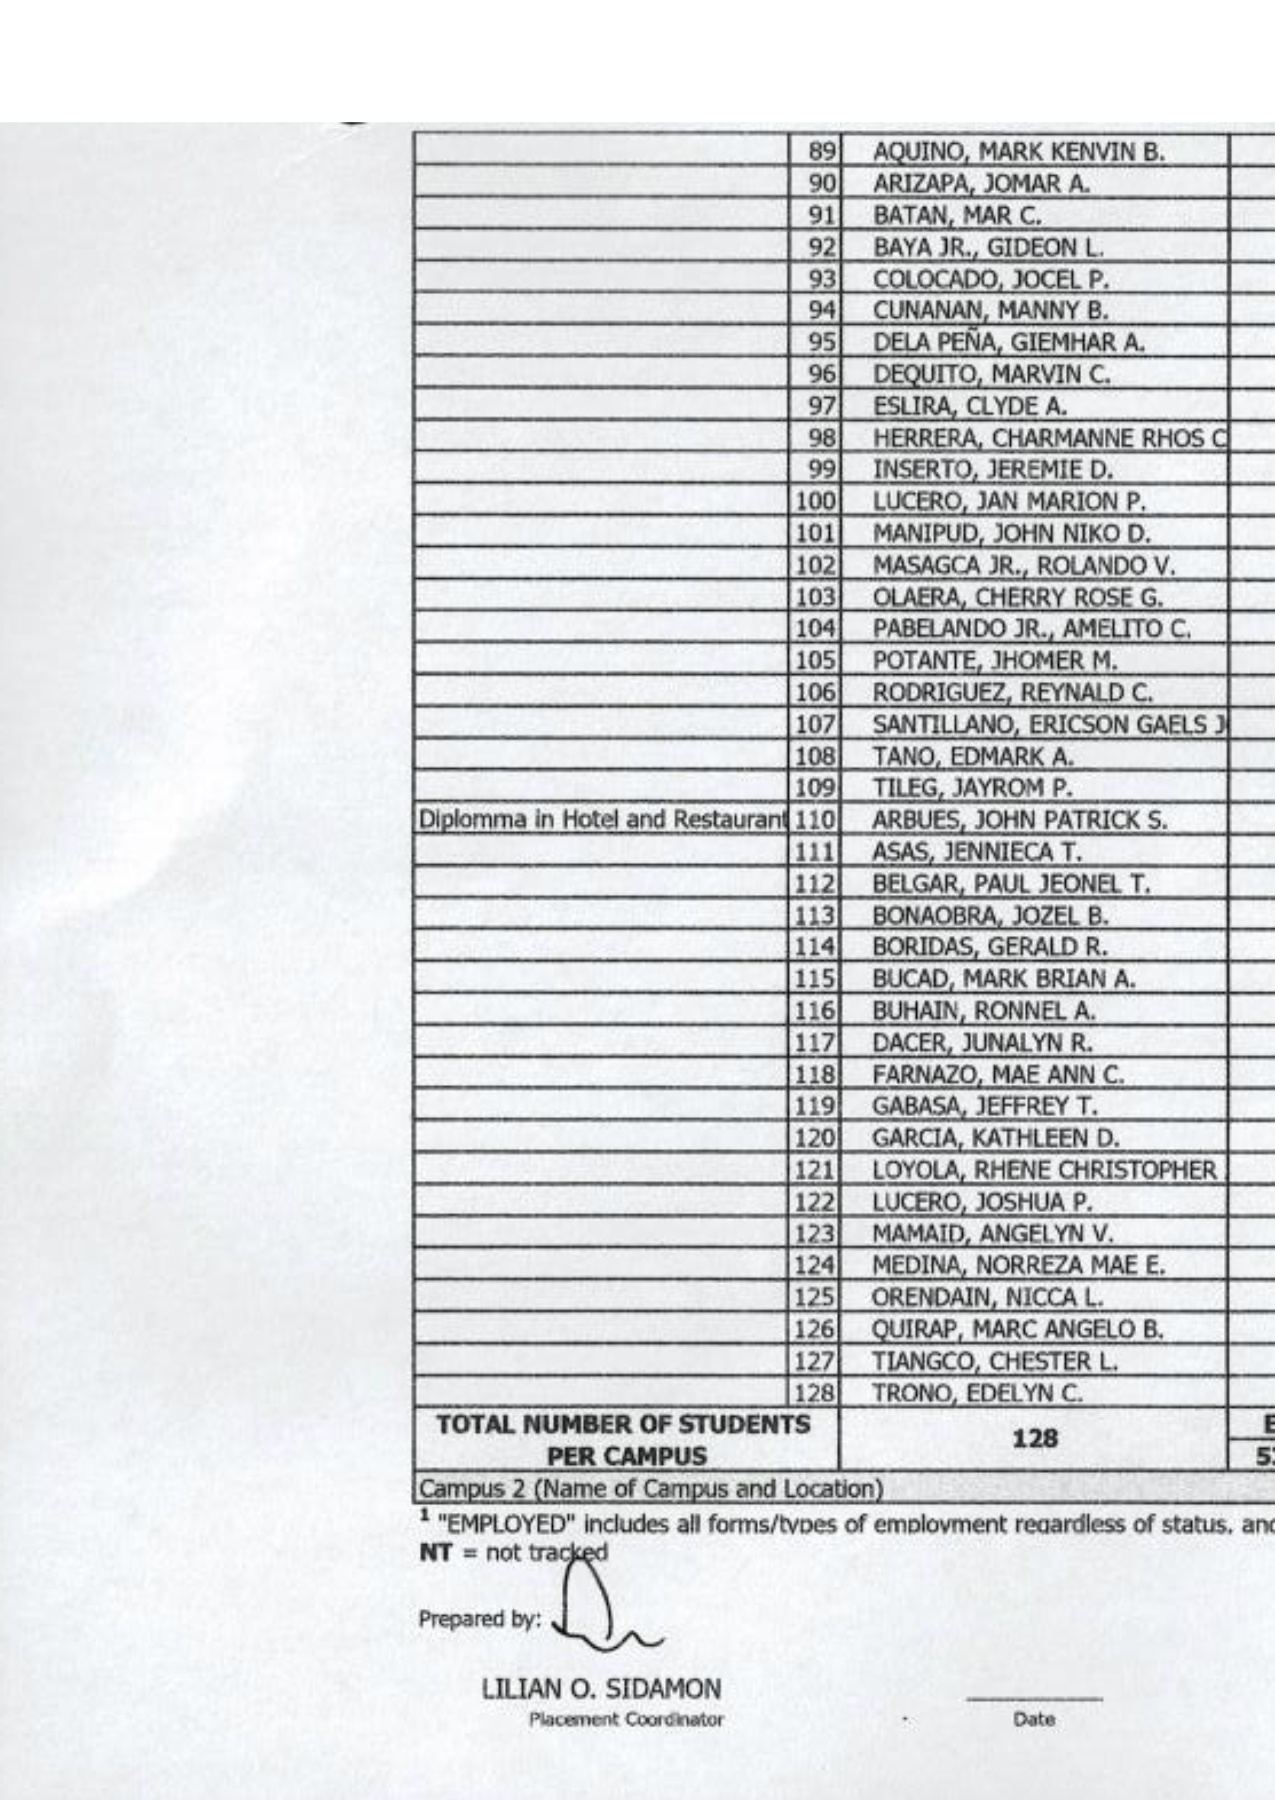 89 AQUINO, MARK KENVIN B.
90 ARIZAPA, JOMAR A.
91 BATAN, MAR C.
92 BAYA JR., GIDEON L.
93 COLOCADO, JOCEL P.
94 CUNANAN, MANNY B.
95 DELA PEÑA, GIEMHAR A.
96 DEQUITO, MARVIN C.
97 ESLIRA, CLYDE A.
98 HERRERA, CHARMANNE RHOS C
99 INSERTO, JEREMIE D.
100 LUCERO, JAN MARION P.
101 MANIPUD, JOHN NIKO D.
102 MASAGCA JR., ROLANDO V.
103 OLAERA, CHERRY ROSE G.
104 PABELANDO JR., AMELITO C.
105 POTANTE, JHOMER M.
106 RODRIGUEZ, REYNALD C.
107 SANTILLANO, ERICSON GAELS J
108 TANO, EDMARK A.
109 TILEG, JAYROM P.
Diplomma in Hotel and Restaurant 110 ARBUES, JOHN PATRICK S.
111 ASAS, JENNIECA T.
112 BELGAR, PAUL JEONEL T.
113 BONAOBRA, JOZEL B.
114 BORIDAS, GERALD R.
115 BUCAD, MARK BRIAN A.
116 BUHAIN, RONNEL A.
117 DACER, JUNALYN R.
118 FARNAZO, MAE ANN C.
119 GABASA, JEFFREY T.
120 GARCIA, KATHLEEN D.
121 LOYOLA, RHENE CHRISTOPHER
122 LUCERO, JOSHUA P.
123 MAMAID, ANGELYN V.
124 MEDINA, NORREZA MAE E.
125 ORENDAIN, NICCA L.
126 QUIRAP, MARC ANGELO B.
127 TIANGCO, CHESTER L.
128 TRONO, EDELYN C.
TOTAL NUMBER OF STUDENTS
PER CAMPUS
128
Campus 2 (Name of Campus and Location)
1 "EMPLOYED" includes all forms/types of employment regardless of status, and
NT = not tracked
Prepared by:
LILIAN O. SIDAMON
Placement Coordinator
Date